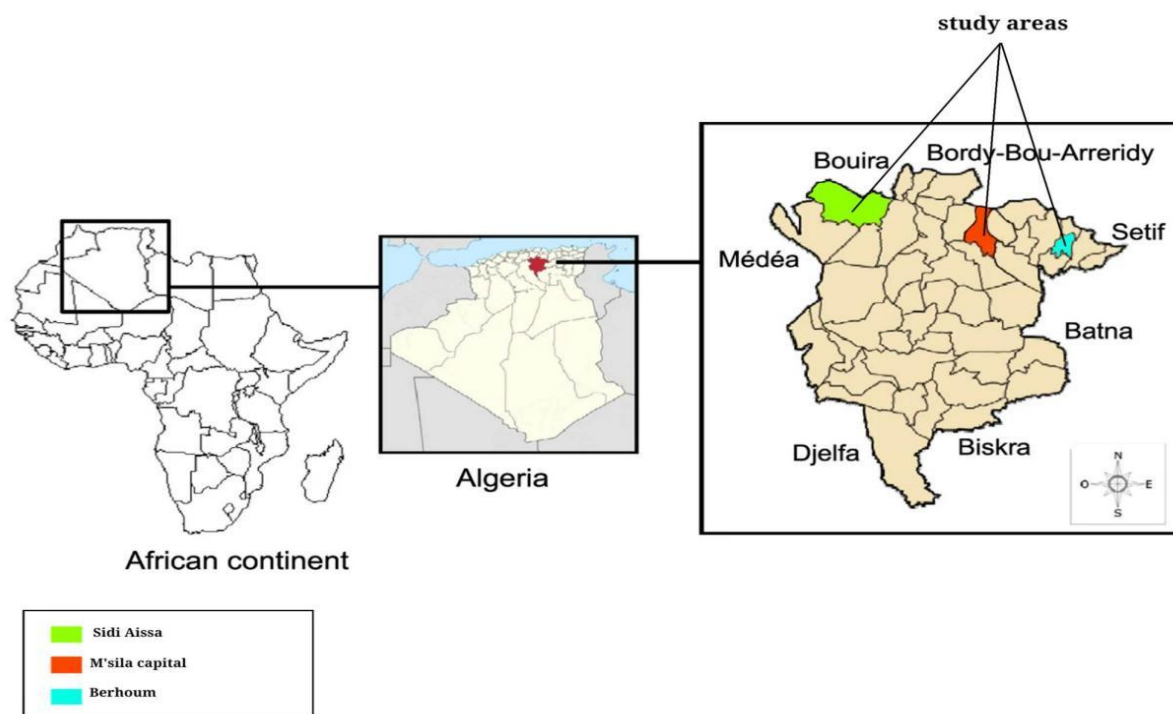 study areas
Bouira
Bordy-Bou-Arreridy
Médéa
Setif
Batna
Djelfa
Biskra
N
O
E
S
Algeria
African continent
Sidi Aissa
M'sila capital
Berhoum